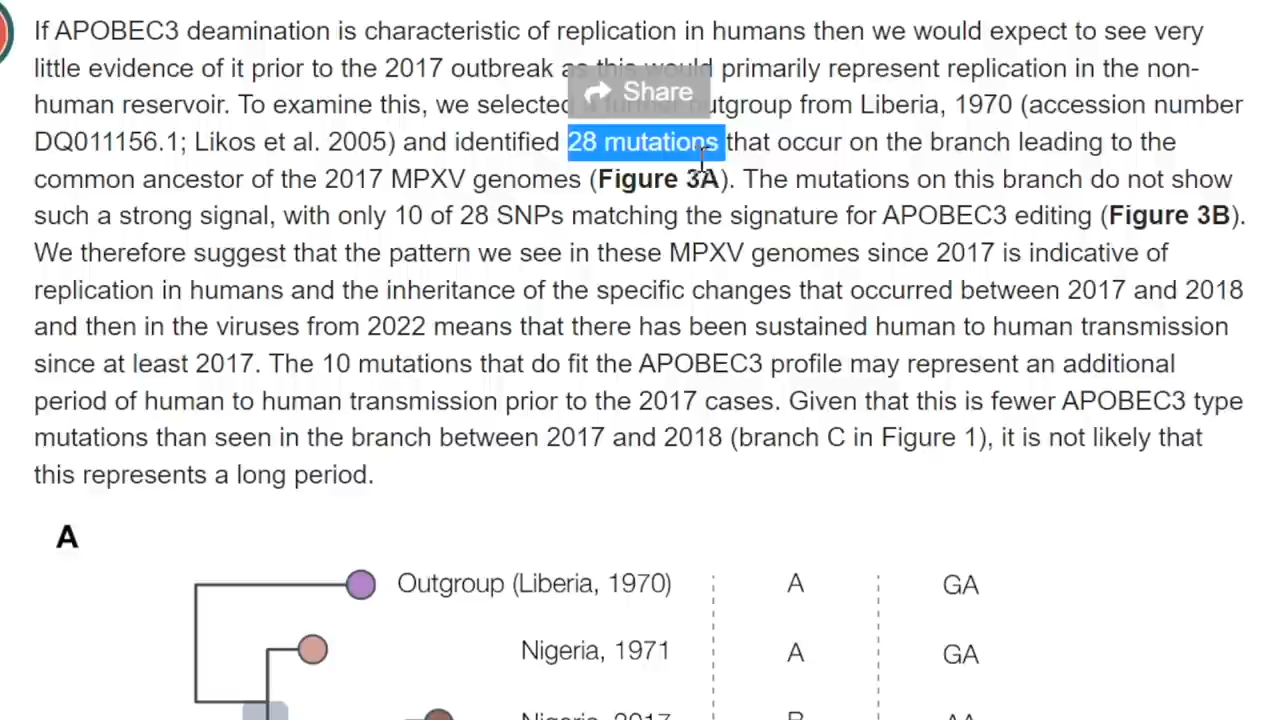 If APOBEC3 deamination is characteristic of replication in humans then we would expect to see very
little evidence of it prior to the 2017 outbreak as this would primarily represent replication in the non-
Share
human reservoir. To examine this, we selected a further outgroup from Liberia, 1970 (accession number
DQ011156.1; Likos et al. 2005) and identified 28 mutations that occur on the branch leading to the
common ancestor of the 2017 MPXV genomes (Figure 3A). The mutations on this branch do not show
such a strong signal, with only 10 of 28 SNPs matching the signature for APOBEC3 editing (Figure 3B).
We therefore suggest that the pattern we see in these MPXV genomes since 2017 is indicative of
replication in humans and the inheritance of the specific changes that occurred between 2017 and 2018
and then in the viruses from 2022 means that there has been sustained human to human transmission
since at least 2017. The 10 mutations that do fit the APOBEC3 profile may represent an additional
period of human to human transmission prior to the 2017 cases. Given that this is fewer APOBEC3 type
mutations than seen in the branch between 2017 and 2018 (branch C in Figure 1), it is not likely that
this represents a long period.
A
Outgroup (Liberia, 1970) A GA
Nigeria, 1971 A GA
Nigeria, 2017 B AA